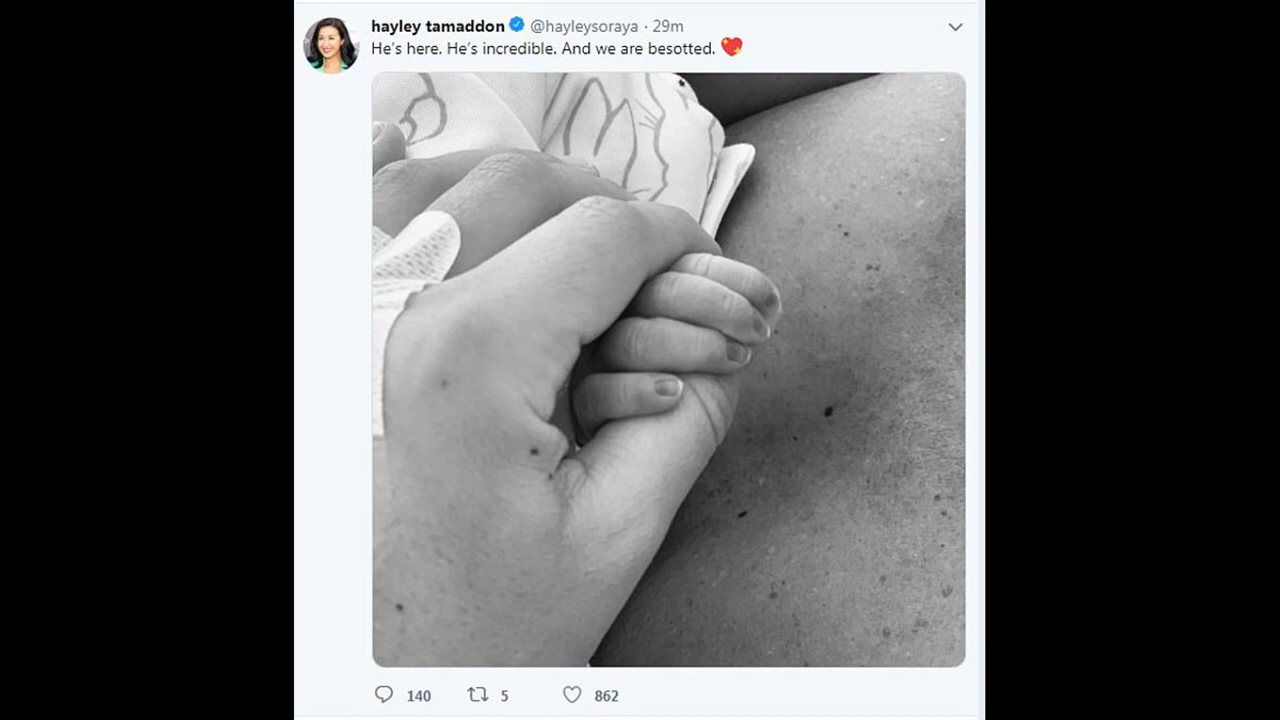 hayley tamaddon @hayleysoraya · 29m
He's here. He's incredible. And we are besotted. 💖
140 5 862